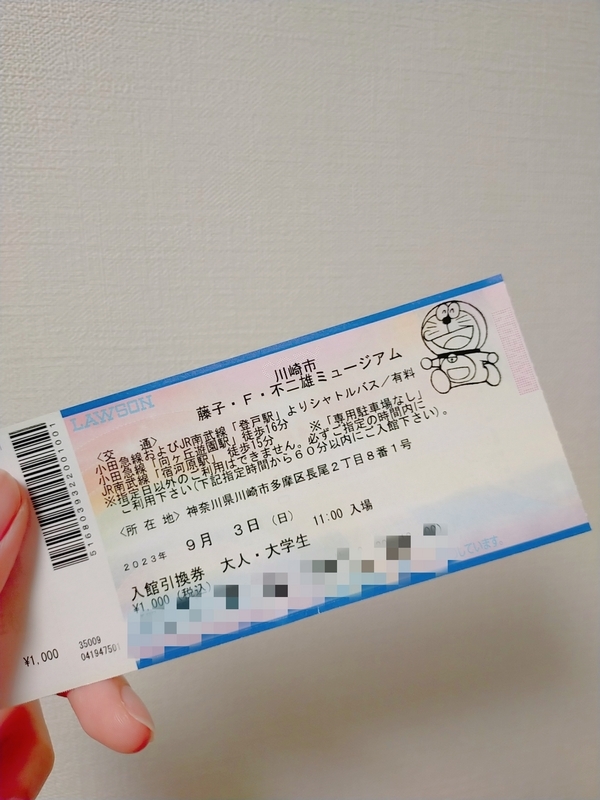 LAWSON
川崎市
藤子・F・不二雄ミュージアム
〈交　通〉
小田急線およびJR南武線「登戸駅」よりシャトルバス／有料
小田急線「向ケ丘遊園駅」徒歩16分
JR南武線「宿河原駅」徒歩15分　※「専用駐車場なし」
※指定日以外のご利用はできません。必ずご指定の時間内に
ご利用下さい(下記指定時間から60分以内にご入館下さい)。
〈所在地〉神奈川県川崎市多摩区長尾2丁目8番1号
2023年　9月　3日（日）　11:00 入場
入館引換券　大人・大学生
¥1,000（税込）
しています。
5168039322010 1001
¥1,000
35009
04194750